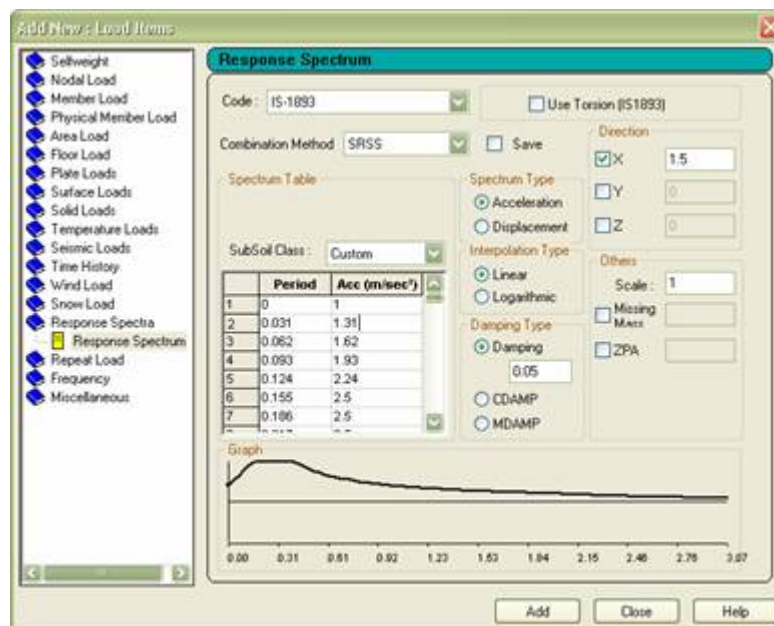 Add New : Load Items
Selfweight
Nodal Load
Member Load
Physical Member Load
Area Load
Floor Load
Plate Loads
Surface Loads
Solid Loads
Temperature Loads
Seismic Loads
Time History
Wind Load
Snow Load
Response Spectra
Response Spectrum
Repeat Load
Frequency
Miscellaneous
Response Spectrum
Code : IS-1893
Use Torsion (IS1893)
Combination Method SRSS
Save
Direction
X 1.5
Y 0
Z 0
Spectrum Table
SubSoil Class : Custom
Period Acc (m/sec²)
1 0 1
2 0.031 1.31
3 0.062 1.62
4 0.093 1.93
5 0.124 2.24
6 0.155 2.5
7 0.186 2.5
Spectrum Type
Acceleration
Displacement
Interpolation Type
Linear
Logarithmic
Damping Type
Damping
0.05
CDAMP
MDAMP
Others
Scale : 1
Missing
Mass
ZPA
Graph
0.00 0.31 0.61 0.92 1.23 1.53 1.84 2.15 2.46 2.76 3.07
Add Close Help